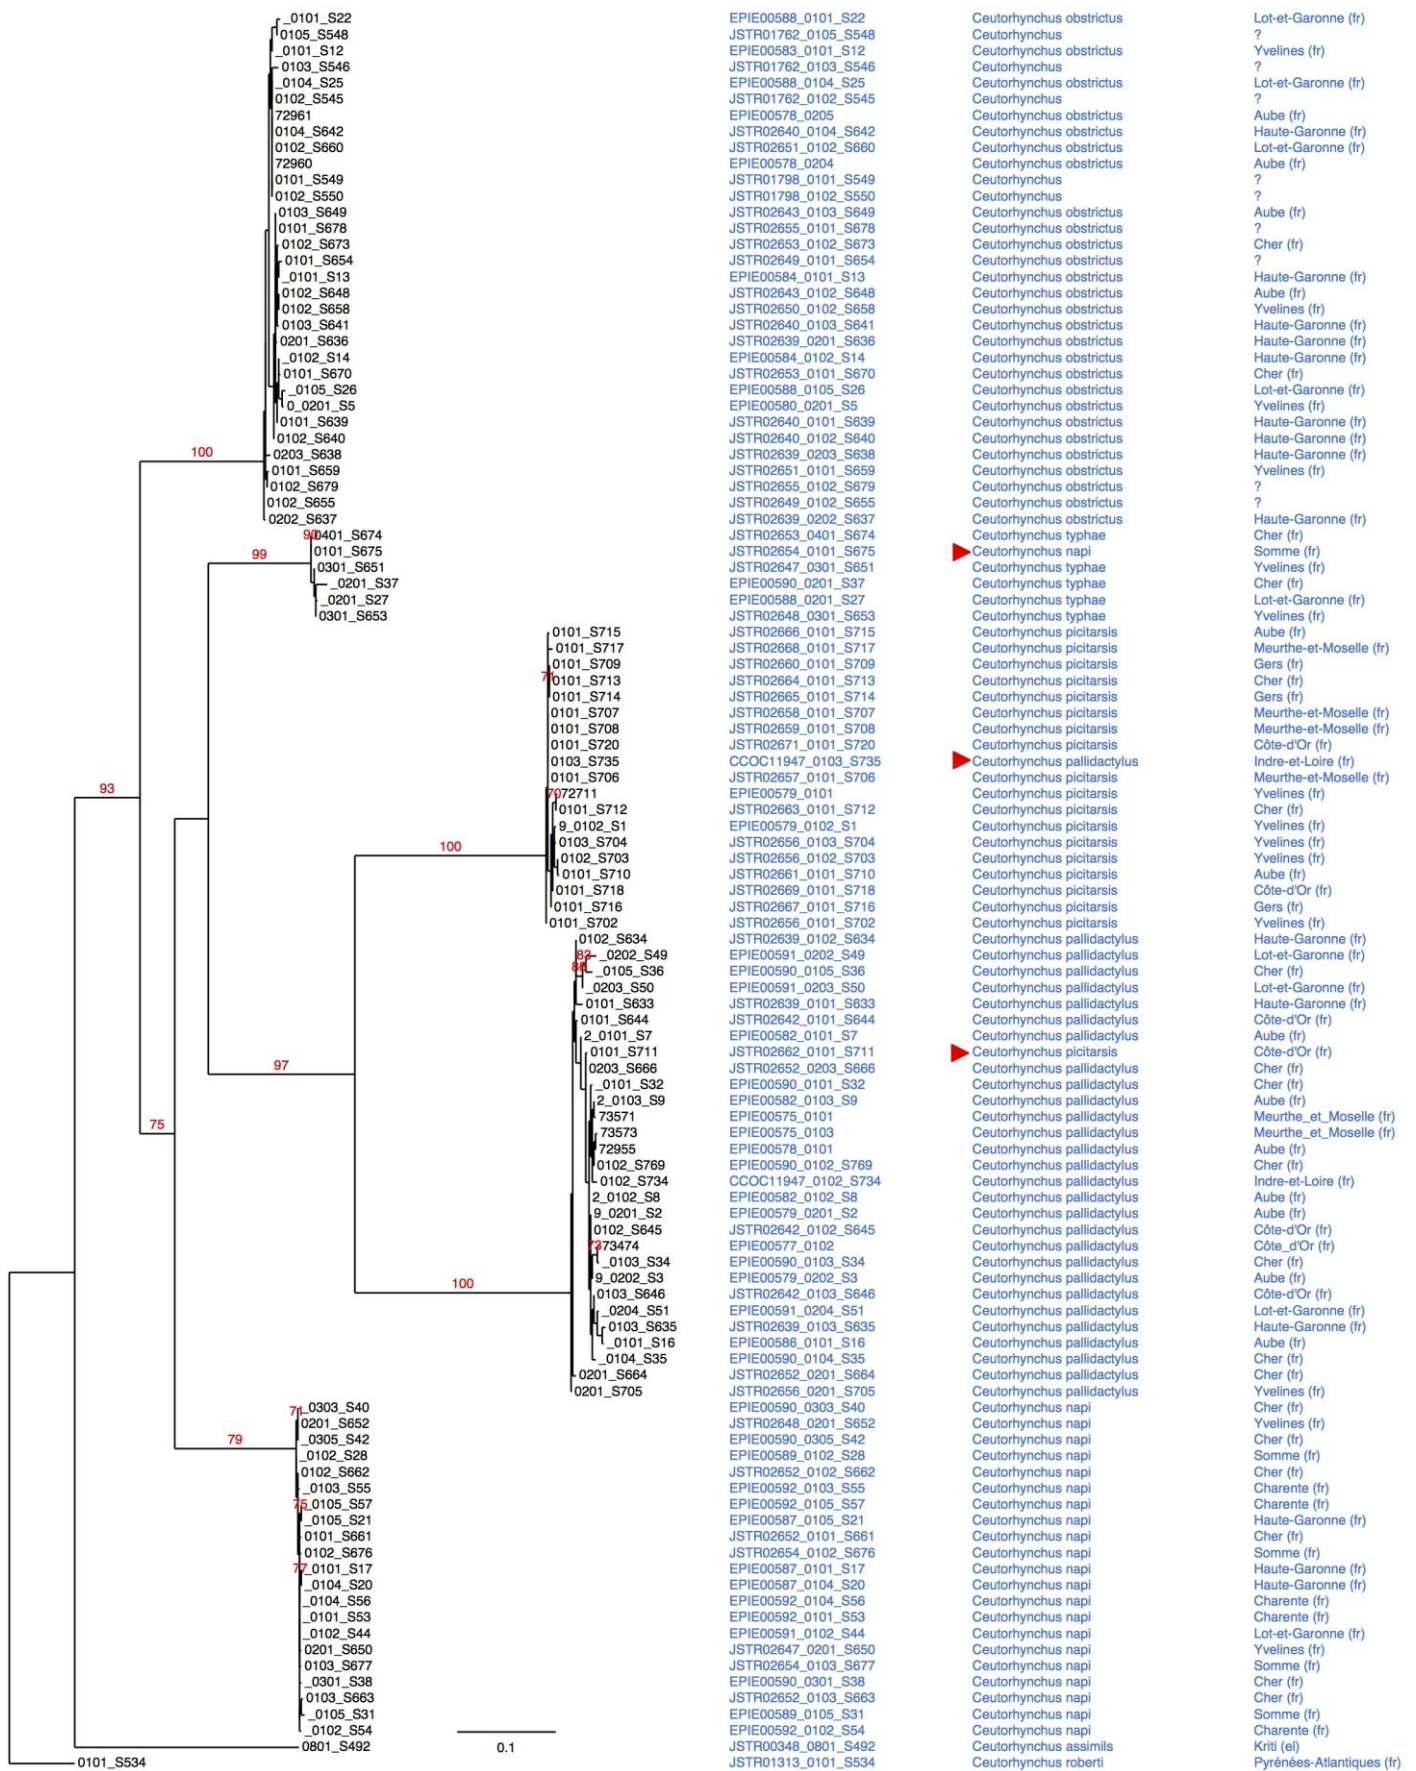 _0101_S22 EPIE00588_0101_S22 Ceutorhynchus obstrictus Lot-et-Garonne (fr)
0105_S548 JSTR01762_0105_S548 Ceutorhynchus ?
_0101_S12 EPIE00583_0101_S12 Ceutorhynchus obstrictus Yvelines (fr)
0103_S546 JSTR01762_0103_S546 Ceutorhynchus ?
_0104_S25 EPIE00588_0104_S25 Ceutorhynchus obstrictus Lot-et-Garonne (fr)
0102_S545 JSTR01762_0102_S545 Ceutorhynchus ?
72961 EPIE00578_0205 Ceutorhynchus obstrictus Aube (fr)
0104_S642 JSTR02640_0104_S642 Ceutorhynchus obstrictus Haute-Garonne (fr)
0102_S660 JSTR02651_0102_S660 Ceutorhynchus obstrictus Lot-et-Garonne (fr)
72960 EPIE00578_0204 Ceutorhynchus obstrictus Aube (fr)
0101_S549 JSTR01798_0101_S549 Ceutorhynchus ?
0102_S550 JSTR01798_0102_S550 Ceutorhynchus ?
0103_S649 JSTR02643_0103_S649 Ceutorhynchus obstrictus Aube (fr)
0101_S678 JSTR02655_0101_S678 Ceutorhynchus obstrictus ?
0102_S673 JSTR02653_0102_S673 Ceutorhynchus obstrictus Cher (fr)
0101_S654 JSTR02649_0101_S654 Ceutorhynchus obstrictus ?
_0101_S13 EPIE00584_0101_S13 Ceutorhynchus obstrictus Haute-Garonne (fr)
0102_S648 JSTR02643_0102_S648 Ceutorhynchus obstrictus Aube (fr)
0102_S658 JSTR02650_0102_S658 Ceutorhynchus obstrictus Yvelines (fr)
0103_S641 JSTR02640_0103_S641 Ceutorhynchus obstrictus Haute-Garonne (fr)
0201_S636 JSTR02639_0201_S636 Ceutorhynchus obstrictus Haute-Garonne (fr)
_0102_S14 EPIE00584_0102_S14 Ceutorhynchus obstrictus Haute-Garonne (fr)
0101_S670 JSTR02653_0101_S670 Ceutorhynchus obstrictus Cher (fr)
_0105_S26 EPIE00588_0105_S26 Ceutorhynchus obstrictus Lot-et-Garonne (fr)
0_0201_S5 EPIE00580_0201_S5 Ceutorhynchus obstrictus Yvelines (fr)
0101_S639 JSTR02640_0101_S639 Ceutorhynchus obstrictus Haute-Garonne (fr)
0102_S640 JSTR02640_0102_S640 Ceutorhynchus obstrictus Haute-Garonne (fr)
100 0203_S638 JSTR02639_0203_S638 Ceutorhynchus obstrictus Haute-Garonne (fr)
0101_S659 JSTR02651_0101_S659 Ceutorhynchus obstrictus Yvelines (fr)
0102_S679 JSTR02655_0102_S679 Ceutorhynchus obstrictus ?
0102_S655 JSTR02649_0102_S655 Ceutorhynchus obstrictus ?
0202_S637 JSTR02639_0202_S637 Ceutorhynchus obstrictus Haute-Garonne (fr)
90 0401_S674 JSTR02653_0401_S674 Ceutorhynchus typhae Cher (fr)
99 0101_S675 JSTR02654_0101_S675 Ceutorhynchus napi Somme (fr)
0301_S651 JSTR02647_0301_S651 Ceutorhynchus typhae Yvelines (fr)
_0201_S37 EPIE00590_0201_S37 Ceutorhynchus typhae Cher (fr)
_0201_S27 EPIE00588_0201_S27 Ceutorhynchus typhae Lot-et-Garonne (fr)
0301_S653 JSTR02648_0301_S653 Ceutorhynchus typhae Yvelines (fr)
0101_S715 JSTR02666_0101_S715 Ceutorhynchus picitarsis Aube (fr)
0101_S717 JSTR02668_0101_S717 Ceutorhynchus picitarsis Meurthe-et-Moselle (fr)
0101_S709 JSTR02660_0101_S709 Ceutorhynchus picitarsis Gers (fr)
71 0101_S713 JSTR02664_0101_S713 Ceutorhynchus picitarsis Cher (fr)
0101_S714 JSTR02665_0101_S714 Ceutorhynchus picitarsis Gers (fr)
0101_S707 JSTR02658_0101_S707 Ceutorhynchus picitarsis Meurthe-et-Moselle (fr)
0101_S708 JSTR02659_0101_S708 Ceutorhynchus picitarsis Meurthe-et-Moselle (fr)
0101_S720 JSTR02671_0101_S720 Ceutorhynchus picitarsis Côte-d'Or (fr)
0103_S735 CCOC11947_0103_S735 Ceutorhynchus pallidactylus Indre-et-Loire (fr)
0101_S706 JSTR02657_0101_S706 Ceutorhynchus picitarsis Meurthe-et-Moselle (fr)
93 70 72711 EPIE00579_0101 Ceutorhynchus picitarsis Yvelines (fr)
0101_S712 JSTR02663_0101_S712 Ceutorhynchus picitarsis Cher (fr)
9_0102_S1 EPIE00579_0102_S1 Ceutorhynchus picitarsis Yvelines (fr)
100 0103_S704 JSTR02656_0103_S704 Ceutorhynchus picitarsis Yvelines (fr)
0102_S703 JSTR02656_0102_S703 Ceutorhynchus picitarsis Yvelines (fr)
0101_S710 JSTR02661_0101_S710 Ceutorhynchus picitarsis Aube (fr)
0101_S718 JSTR02669_0101_S718 Ceutorhynchus picitarsis Côte-d'Or (fr)
0101_S716 JSTR02667_0101_S716 Ceutorhynchus picitarsis Gers (fr)
0101_S702 JSTR02656_0101_S702 Ceutorhynchus picitarsis Yvelines (fr)
0102_S634 JSTR02639_0102_S634 Ceutorhynchus pallidactylus Haute-Garonne (fr)
83 _0202_S49 EPIE00591_0202_S49 Ceutorhynchus pallidactylus Lot-et-Garonne (fr)
_0105_S36 EPIE00590_0105_S36 Ceutorhynchus pallidactylus Cher (fr)
_0203_S50 EPIE00591_0203_S50 Ceutorhynchus pallidactylus Lot-et-Garonne (fr)
0101_S633 JSTR02639_0101_S633 Ceutorhynchus pallidactylus Haute-Garonne (fr)
0101_S644 JSTR02642_0101_S644 Ceutorhynchus pallidactylus Côte-d'Or (fr)
2_0101_S7 EPIE00582_0101_S7 Ceutorhynchus pallidactylus Aube (fr)
0101_S711 JSTR02662_0101_S711 Ceutorhynchus picitarsis Côte-d'Or (fr)
97 0203_S666 JSTR02652_0203_S666 Ceutorhynchus pallidactylus Cher (fr)
_0101_S32 EPIE00590_0101_S32 Ceutorhynchus pallidactylus Cher (fr)
2_0103_S9 EPIE00582_0103_S9 Ceutorhynchus pallidactylus Aube (fr)
73571 EPIE00575_0101 Ceutorhynchus pallidactylus Meurthe_et_Moselle (fr)
75 73573 EPIE00575_0103 Ceutorhynchus pallidactylus Meurthe_et_Moselle (fr)
72955 EPIE00578_0101 Ceutorhynchus pallidactylus Aube (fr)
0102_S769 EPIE00590_0102_S769 Ceutorhynchus pallidactylus Cher (fr)
0102_S734 CCOC11947_0102_S734 Ceutorhynchus pallidactylus Indre-et-Loire (fr)
2_0102_S8 EPIE00582_0102_S8 Ceutorhynchus pallidactylus Aube (fr)
9_0201_S2 EPIE00579_0201_S2 Ceutorhynchus pallidactylus Aube (fr)
0102_S645 JSTR02642_0102_S645 Ceutorhynchus pallidactylus Côte-d'Or (fr)
73 73474 EPIE00577_0102 Ceutorhynchus pallidactylus Côte_d'Or (fr)
_0103_S34 EPIE00590_0103_S34 Ceutorhynchus pallidactylus Cher (fr)
100 9_0202_S3 EPIE00579_0202_S3 Ceutorhynchus pallidactylus Aube (fr)
0103_S646 JSTR02642_0103_S646 Ceutorhynchus pallidactylus Côte-d'Or (fr)
_0204_S51 EPIE00591_0204_S51 Ceutorhynchus pallidactylus Lot-et-Garonne (fr)
0103_S635 JSTR02639_0103_S635 Ceutorhynchus pallidactylus Haute-Garonne (fr)
_0101_S16 EPIE00586_0101_S16 Ceutorhynchus pallidactylus Aube (fr)
_0104_S35 EPIE00590_0104_S35 Ceutorhynchus pallidactylus Cher (fr)
0201_S664 JSTR02652_0201_S664 Ceutorhynchus pallidactylus Cher (fr)
0201_S705 JSTR02656_0201_S705 Ceutorhynchus pallidactylus Yvelines (fr)
71 _0303_S40 EPIE00590_0303_S40 Ceutorhynchus napi Cher (fr)
0201_S652 JSTR02648_0201_S652 Ceutorhynchus napi Yvelines (fr)
79 _0305_S42 EPIE00590_0305_S42 Ceutorhynchus napi Cher (fr)
_0102_S28 EPIE00589_0102_S28 Ceutorhynchus napi Somme (fr)
0102_S662 JSTR02652_0102_S662 Ceutorhynchus napi Cher (fr)
_0103_S55 EPIE00592_0103_S55 Ceutorhynchus napi Charente (fr)
75 _0105_S57 EPIE00592_0105_S57 Ceutorhynchus napi Charente (fr)
_0105_S21 EPIE00587_0105_S21 Ceutorhynchus napi Haute-Garonne (fr)
0101_S661 JSTR02652_0101_S661 Ceutorhynchus napi Cher (fr)
0102_S676 JSTR02654_0102_S676 Ceutorhynchus napi Somme (fr)
77 _0101_S17 EPIE00587_0101_S17 Ceutorhynchus napi Haute-Garonne (fr)
_0104_S20 EPIE00587_0104_S20 Ceutorhynchus napi Haute-Garonne (fr)
_0104_S56 EPIE00592_0104_S56 Ceutorhynchus napi Charente (fr)
_0101_S53 EPIE00592_0101_S53 Ceutorhynchus napi Charente (fr)
_0102_S44 EPIE00591_0102_S44 Ceutorhynchus napi Lot-et-Garonne (fr)
0201_S650 JSTR02647_0201_S650 Ceutorhynchus napi Yvelines (fr)
0103_S677 JSTR02654_0103_S677 Ceutorhynchus napi Somme (fr)
_0301_S38 EPIE00590_0301_S38 Ceutorhynchus napi Cher (fr)
0103_S663 JSTR02652_0103_S663 Ceutorhynchus napi Cher (fr)
_0105_S31 EPIE00589_0105_S31 Ceutorhynchus napi Somme (fr)
_0102_S54 EPIE00592_0102_S54 Ceutorhynchus napi Charente (fr)
0801_S492 0.1 JSTR00348_0801_S492 Ceutorhynchus assimils Kriti (el)
0101_S534 JSTR01313_0101_S534 Ceutorhynchus roberti Pyrénées-Atlantiques (fr)